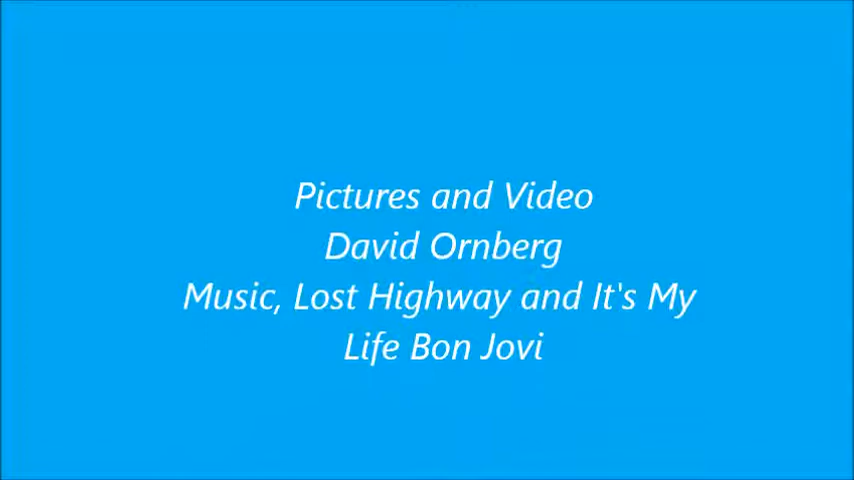 Pictures and Video
David Ornberg
Music, Lost Highway and It's My
Life Bon Jovi